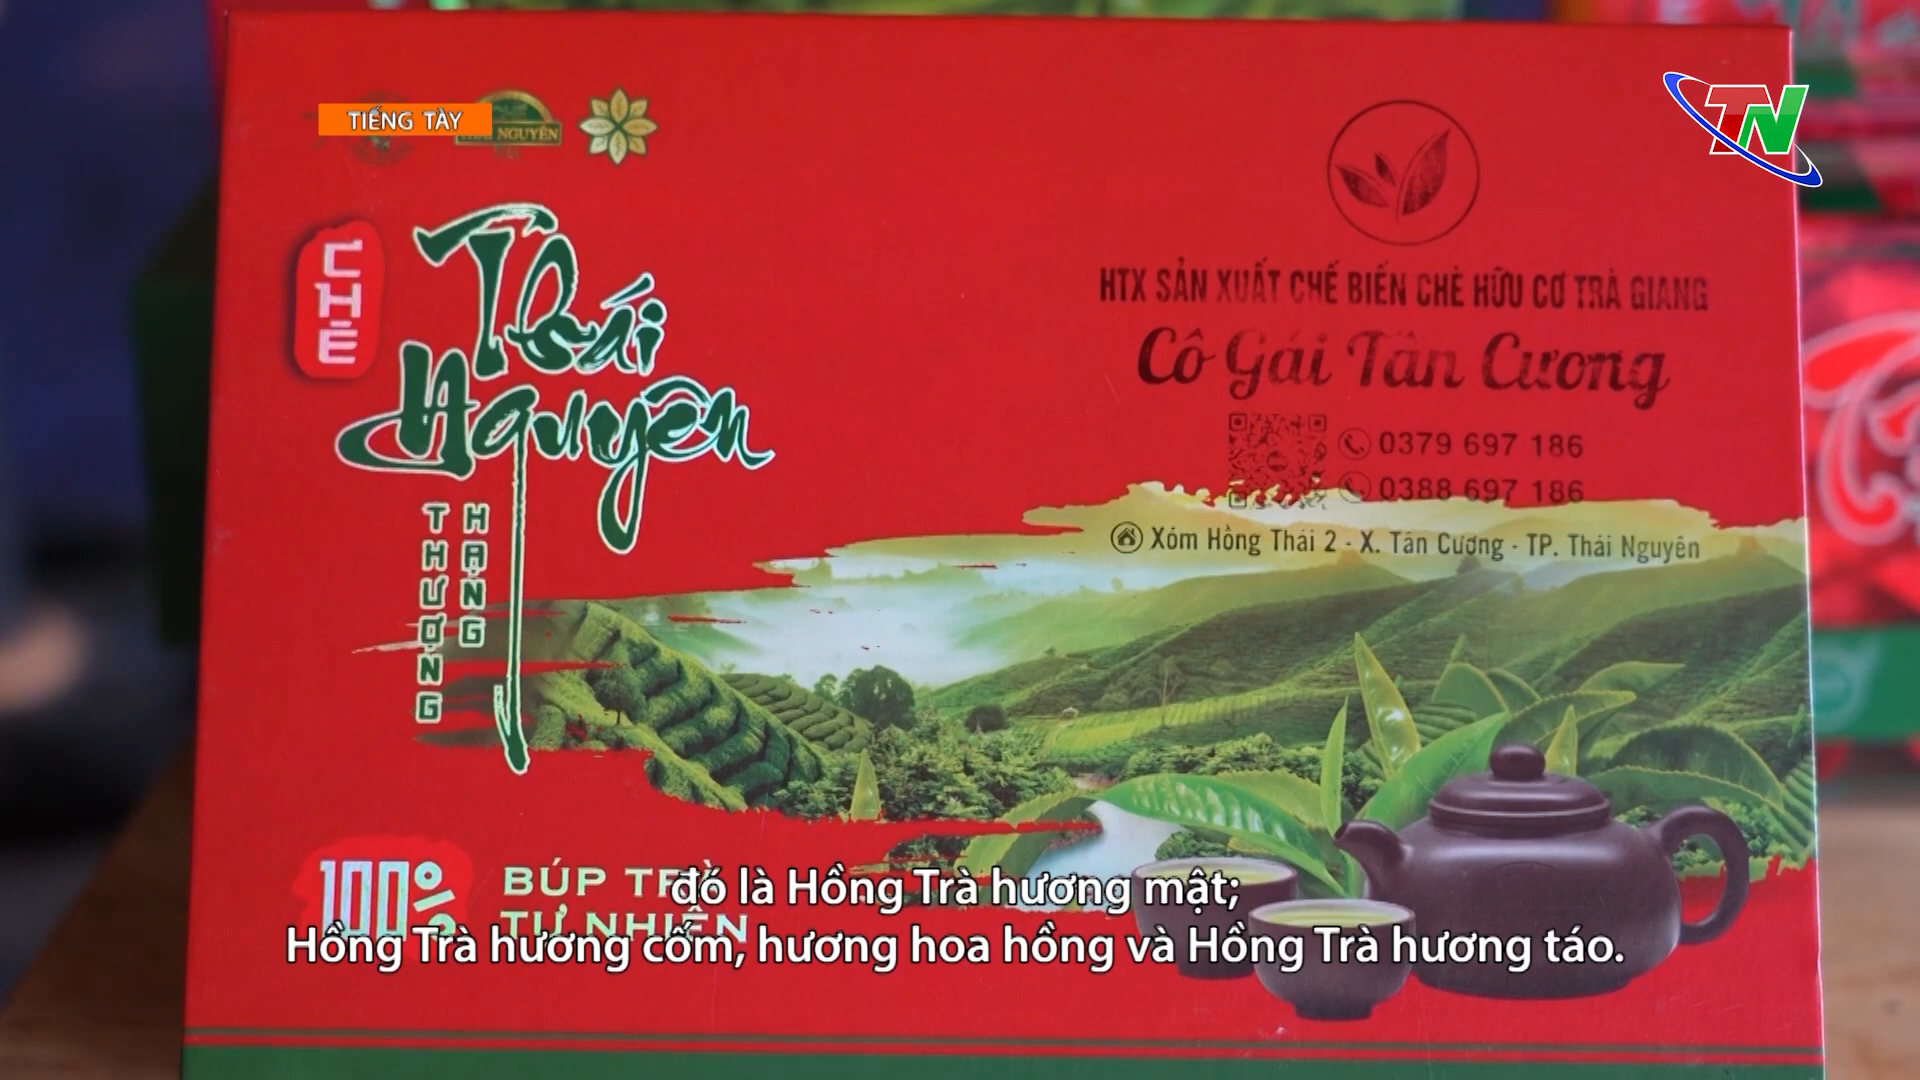 TIẾNG TÀY
NGUYÊN
TN
CHÈ
Thái
Nguyên
THƯỢNG
HẠNG
HTX SẢN XUẤT CHẾ BIẾN CHÈ HỮU CƠ TRÀ GIANG
Cô Gái Tân Cương
0379 697 186
0388 697 186
Xóm Hồng Thái 2 - X. Tân Cương - TP. Thái Nguyên
100%
BÚP TRÀ
TỰ NHIÊN
đó là Hồng Trà hương mật;
Hồng Trà hương cốm, hương hoa hồng và Hồng Trà hương táo.